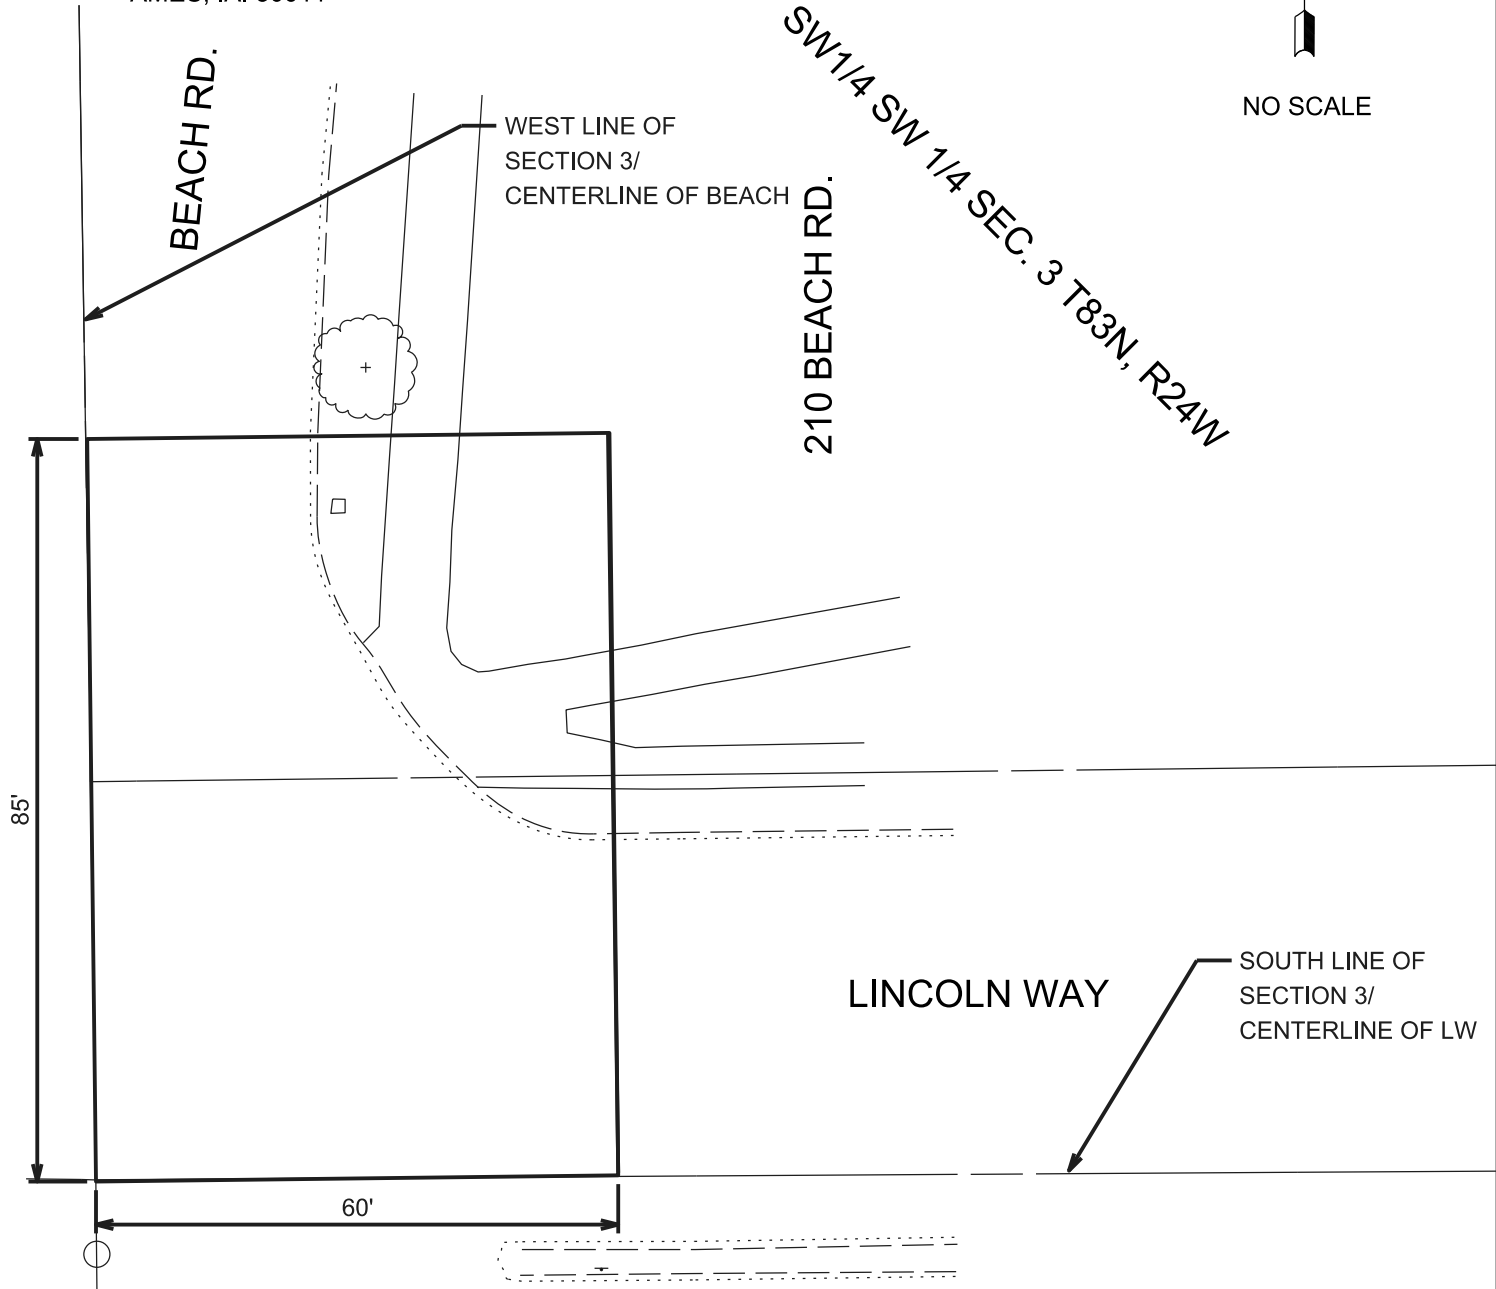 BEACH RD.
WEST LINE OF
SECTION 3/
CENTERLINE OF BEACH
SW1/4 SW 1/4 SEC. 3 T83N, R24W
NO SCALE
210 BEACH RD.
85'
LINCOLN WAY
SOUTH LINE OF
SECTION 3/
CENTERLINE OF LW
60'